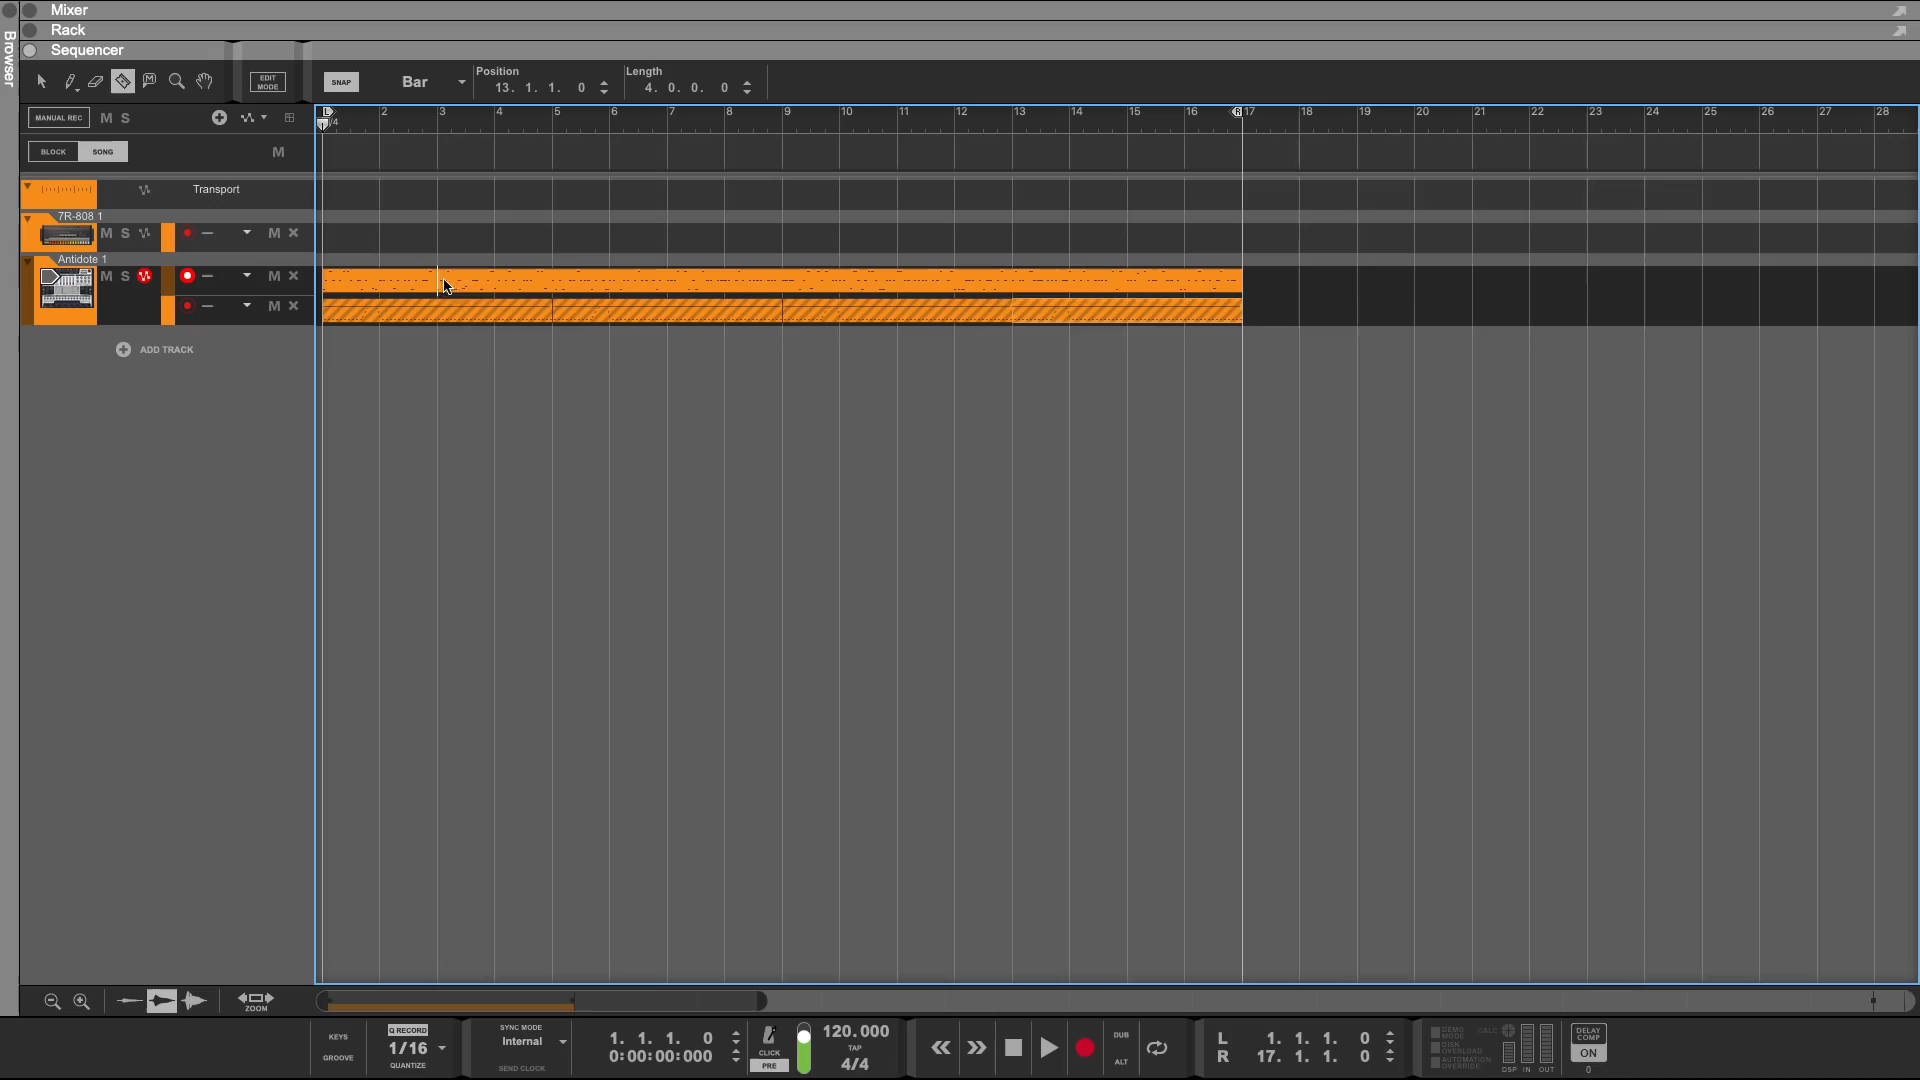 Mixer
Rack
Sequencer
Browser
EDIT MODE
SNAP
Bar
Position
13. 1. 1. 0
Length
4. 0. 0. 0
MANUAL REC
M S
2 3 4 5 6 7 8 9 10 11 12 13 14 15 16 17 18 19 20 21 22 23 24 25 26 27 28
L
R
/4
BLOCK
SONG
M
Transport
7R-808 1
M S
M
Antidote 1
M S
M
M
ADD TRACK
ZOOM
KEYS
GROOVE
Q RECORD
1/16
QUANTIZE
SYNC MODE
Internal
SEND CLOCK
1. 1. 1. 0
0:00:00:000
CLICK
PRE
120.000
TAP
4/4
DUB
ALT
L 1. 1. 1. 0
R 17. 1. 1. 0
DEMO MODE
DISK OVERLOAD
AUTOMATION OVERRIDE
CALC
DSP IN OUT
DELAY COMP
ON
0